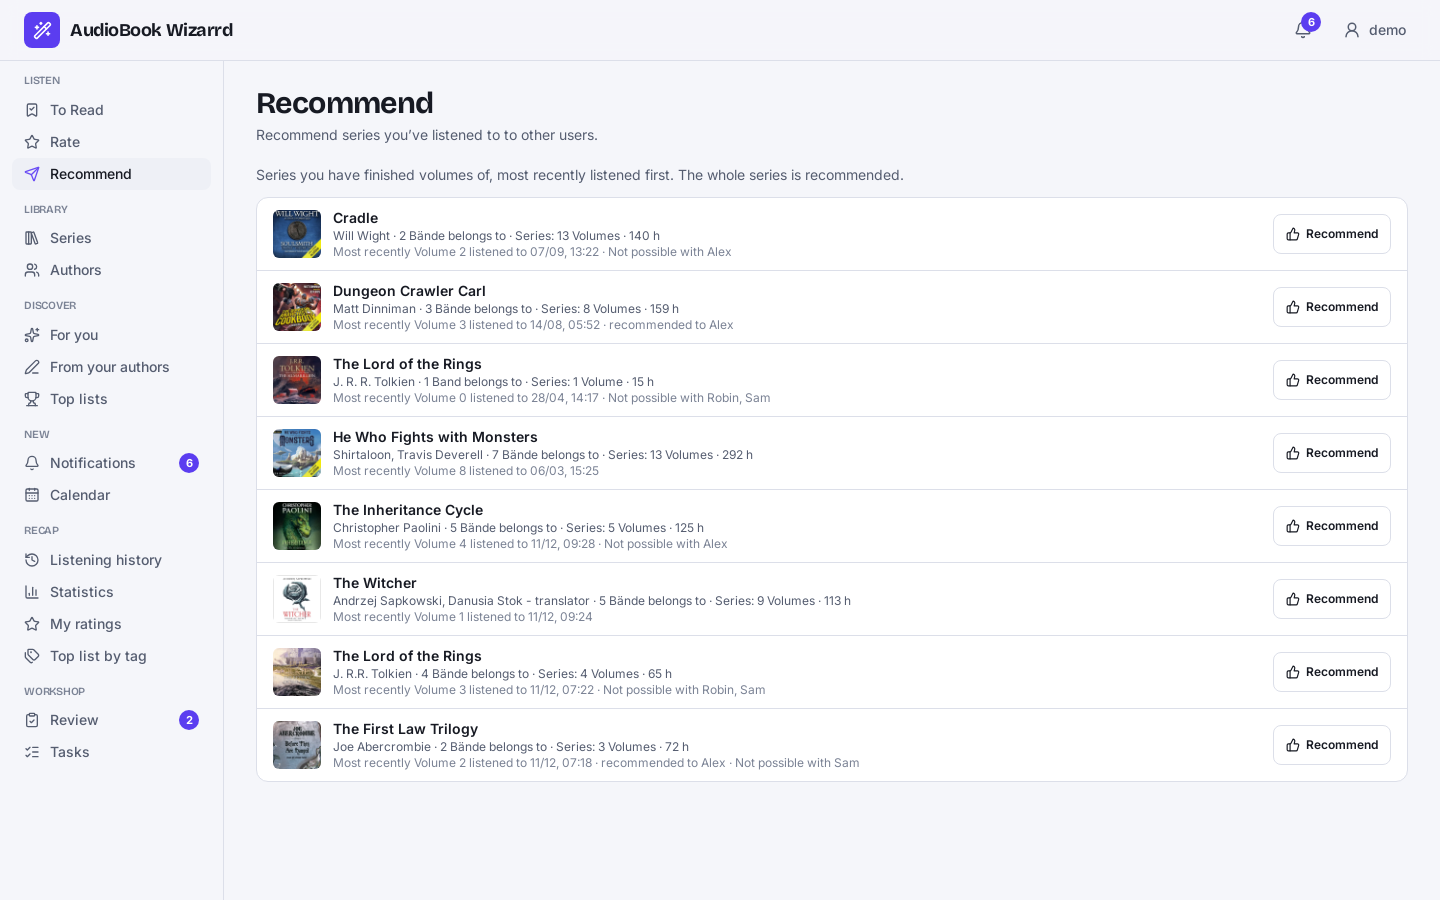 AudioBook Wizarrd
6
demo
LISTEN
To Read
Rate
Recommend
LIBRARY
Series
Authors
DISCOVER
For you
From your authors
Top lists
NEW
Notifications 6
Calendar
RECAP
Listening history
Statistics
My ratings
Top list by tag
WORKSHOP
Review 2
Tasks
Recommend
Recommend series you’ve listened to to other users.
Series you have finished volumes of, most recently listened first. The whole series is recommended.
WILL WIGHT
SOULSMITH
Cradle
Will Wight · 2 Bände belongs to · Series: 13 Volumes · 140 h
Most recently Volume 2 listened to 07/09, 13:22 · Not possible with Alex
Recommend
COOKBOOK
Dungeon Crawler Carl
Matt Dinniman · 3 Bände belongs to · Series: 8 Volumes · 159 h
Most recently Volume 3 listened to 14/08, 05:52 · recommended to Alex
Recommend
J.R.R.
TOLKIEN
The Lord of the Rings
J. R. R. Tolkien · 1 Band belongs to · Series: 1 Volume · 15 h
Most recently Volume 0 listened to 28/04, 14:17 · Not possible with Robin, Sam
Recommend
MONSTERS
He Who Fights with Monsters
Shirtaloon, Travis Deverell · 7 Bände belongs to · Series: 13 Volumes · 292 h
Most recently Volume 8 listened to 06/03, 15:25
Recommend
CHRISTOPHER
PAOLINI
The Inheritance Cycle
Christopher Paolini · 5 Bände belongs to · Series: 5 Volumes · 125 h
Most recently Volume 4 listened to 11/12, 09:28 · Not possible with Alex
Recommend
WITCHER
The Witcher
Andrzej Sapkowski, Danusia Stok - translator · 5 Bände belongs to · Series: 9 Volumes · 113 h
Most recently Volume 1 listened to 11/12, 09:24
Recommend
The Lord of the Rings
J. R.R. Tolkien · 4 Bände belongs to · Series: 4 Volumes · 65 h
Most recently Volume 3 listened to 11/12, 07:22 · Not possible with Robin, Sam
Recommend
JOE
ABERCROMBIE
Before They
Are Hanged
The First Law Trilogy
Joe Abercrombie · 2 Bände belongs to · Series: 3 Volumes · 72 h
Most recently Volume 2 listened to 11/12, 07:18 · recommended to Alex · Not possible with Sam
Recommend